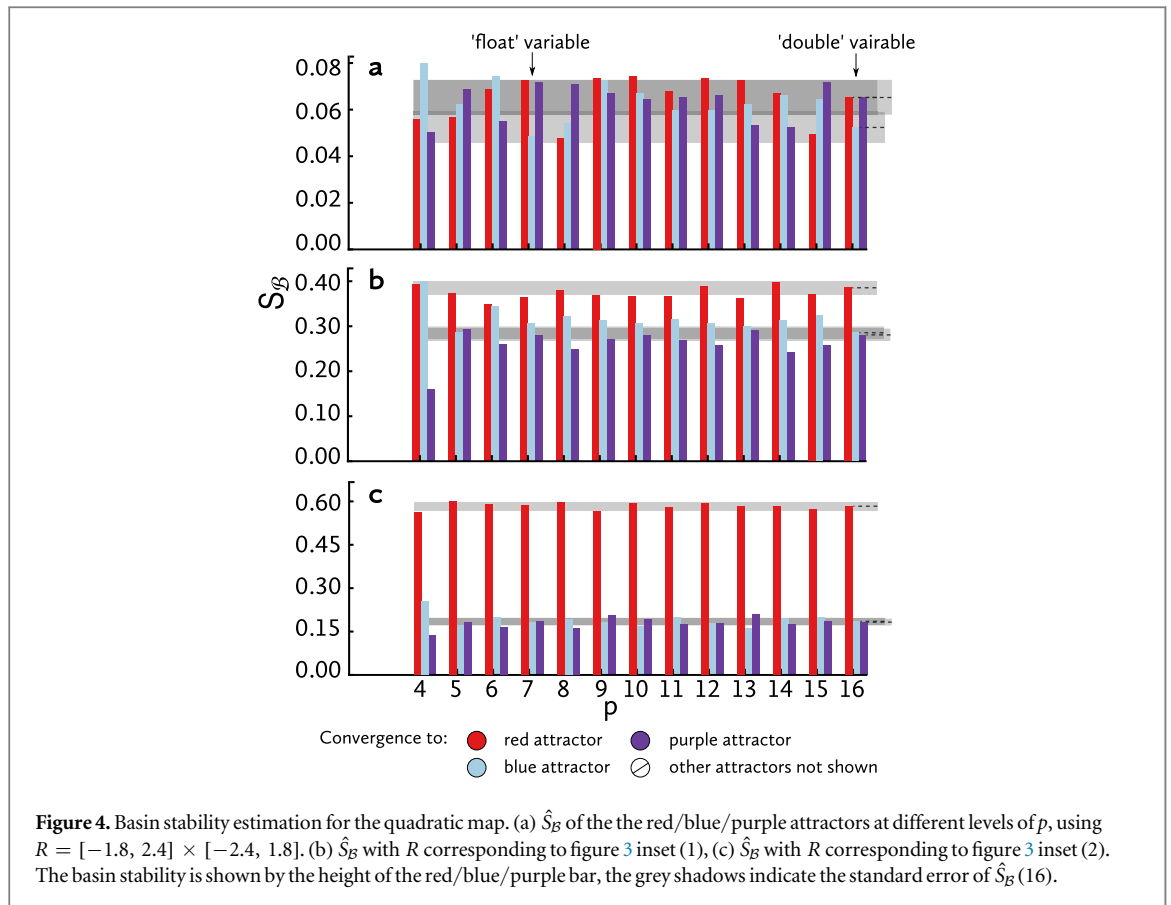 'float' variable 'double' vairable
a
0.08
0.06
0.04
0.02
0.00
S_B
b
0.40
0.30
0.20
0.10
0.00
c
0.60
0.45
0.30
0.15
0.00
4 5 6 7 8 9 10 11 12 13 14 15 16
p
Convergence to: red attractor purple attractor
blue attractor other attractors not shown
Figure 4. Basin stability estimation for the quadratic map. (a) Ŝ_B of the the red/blue/purple attractors at different levels of p, using
R = [−1.8, 2.4] × [−2.4, 1.8]. (b) Ŝ_B with R corresponding to figure 3 inset (1), (c) Ŝ_B with R corresponding to figure 3 inset (2).
The basin stability is shown by the height of the red/blue/purple bar, the grey shadows indicate the standard error of Ŝ_B (16).